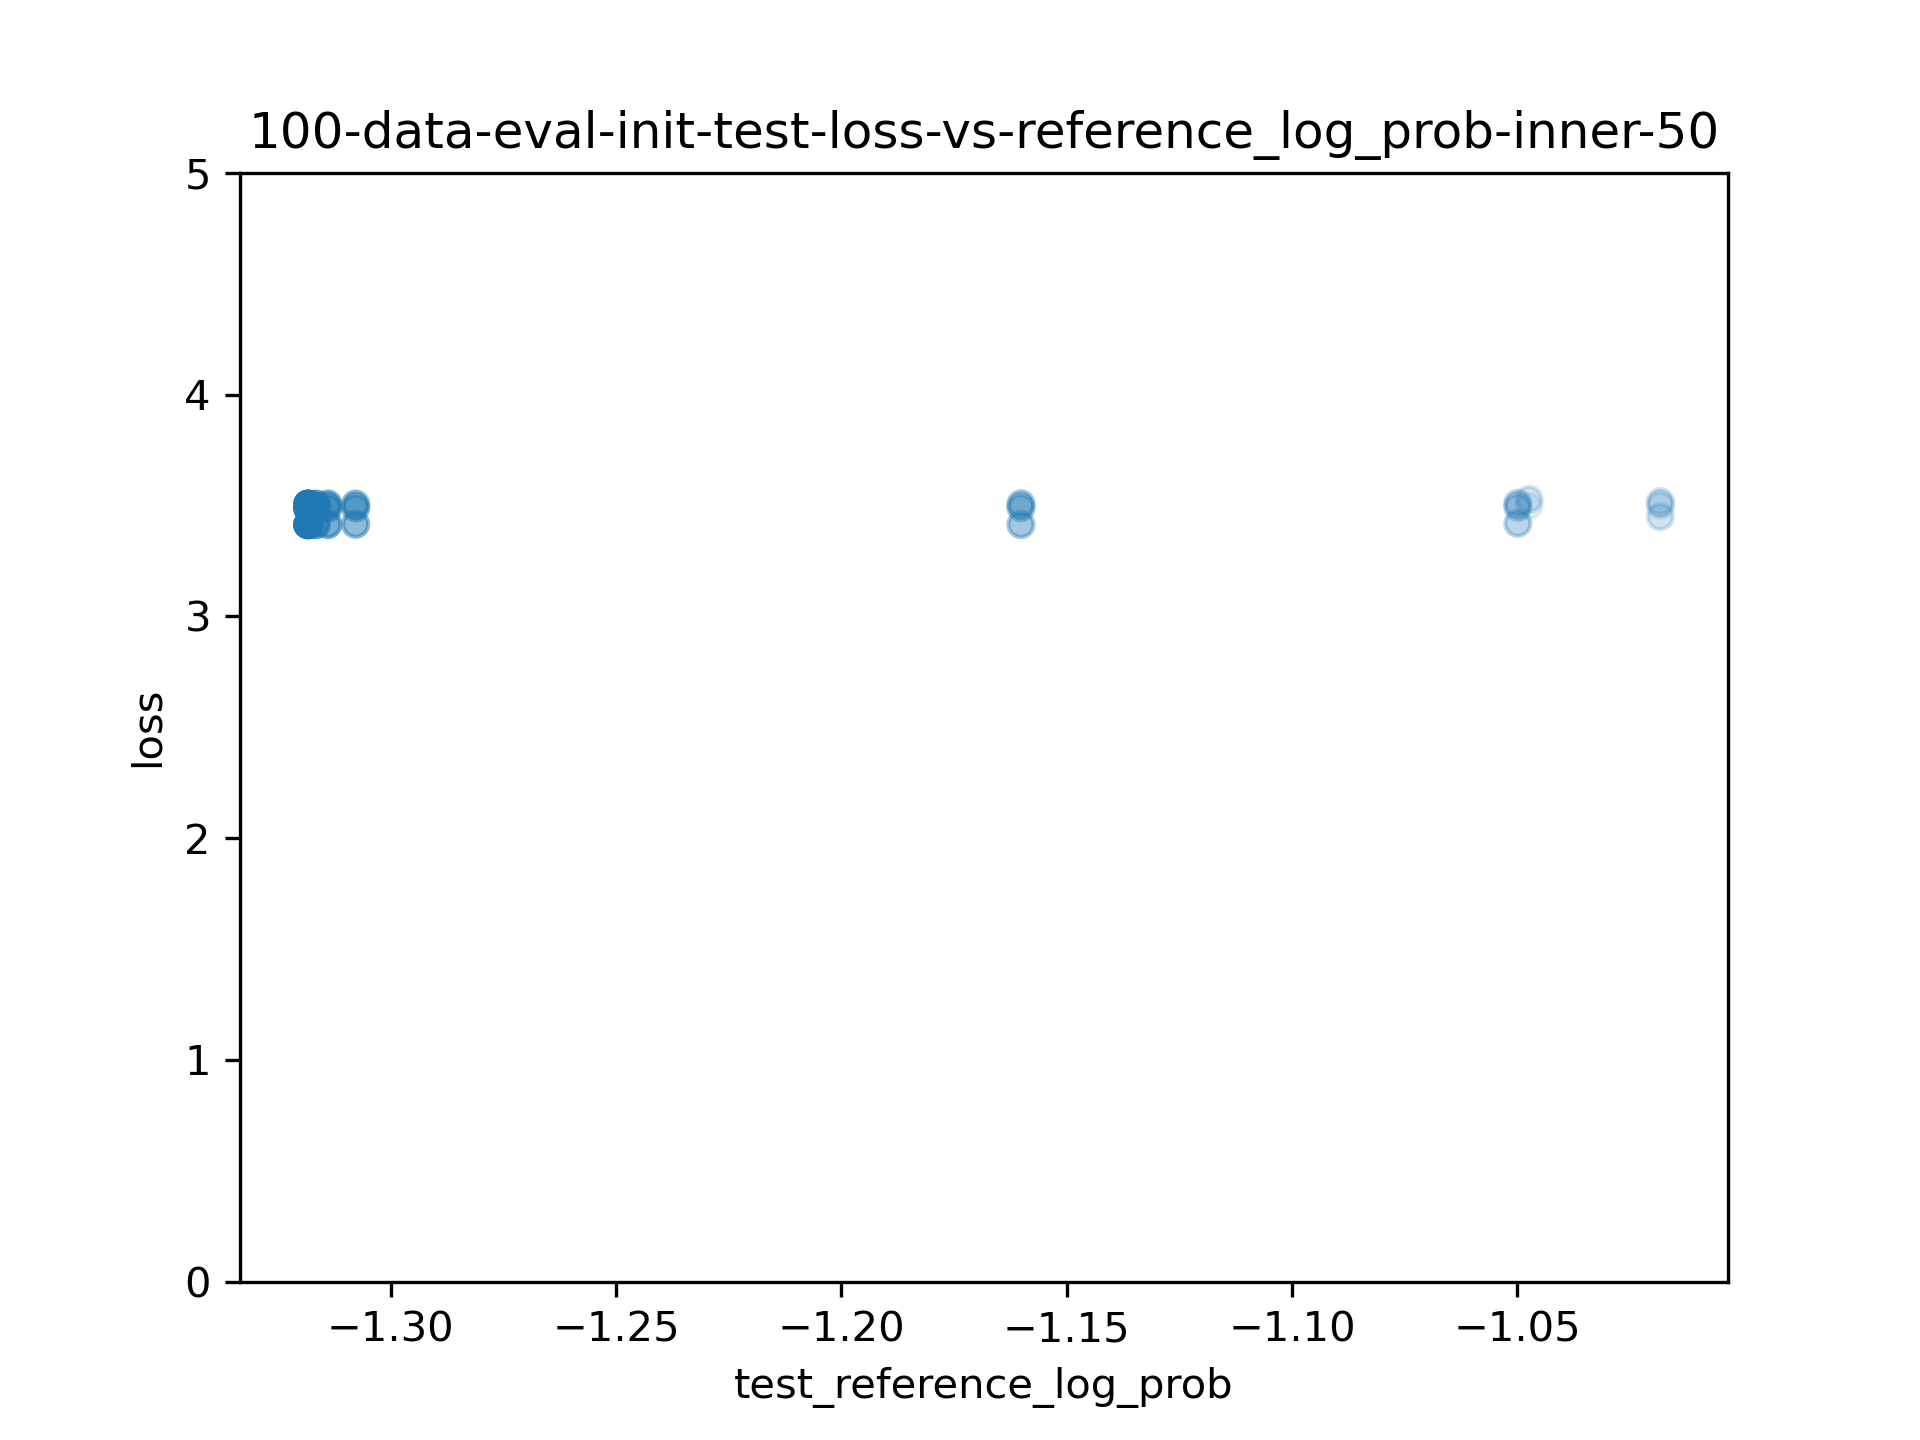 100-data-eval-init-test-loss-vs-reference_log_prob-inner-50
5
4
3
2
1
0
loss
−1.30 −1.25 −1.20 −1.15 −1.10 −1.05
test_reference_log_prob